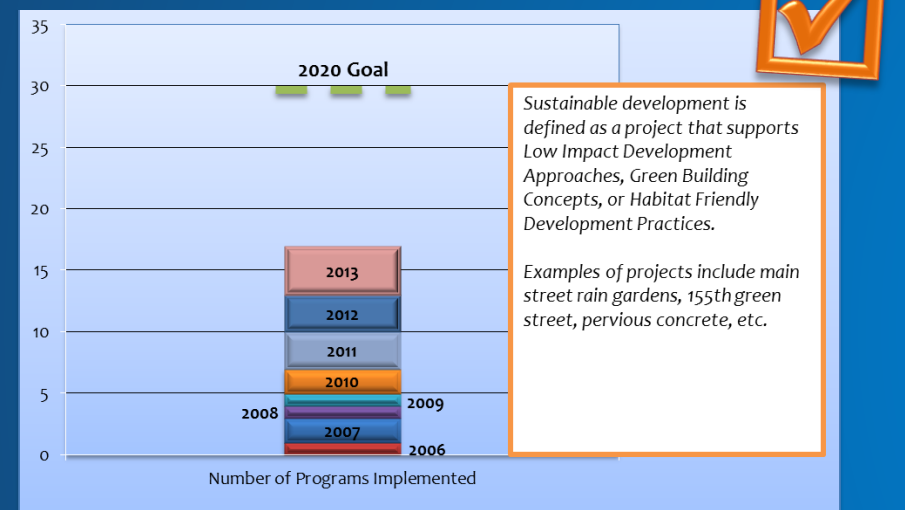 35
2020 Goal
30
25
20
15
10
5
0
2013
2012
2011
2010
2009
2008
2007
2006
Number of Programs Implemented
Sustainable development is
defined as a project that supports
Low Impact Development
Approaches, Green Building
Concepts, or Habitat Friendly
Development Practices.
Examples of projects include main
street rain gardens, 155th green
street, pervious concrete, etc.